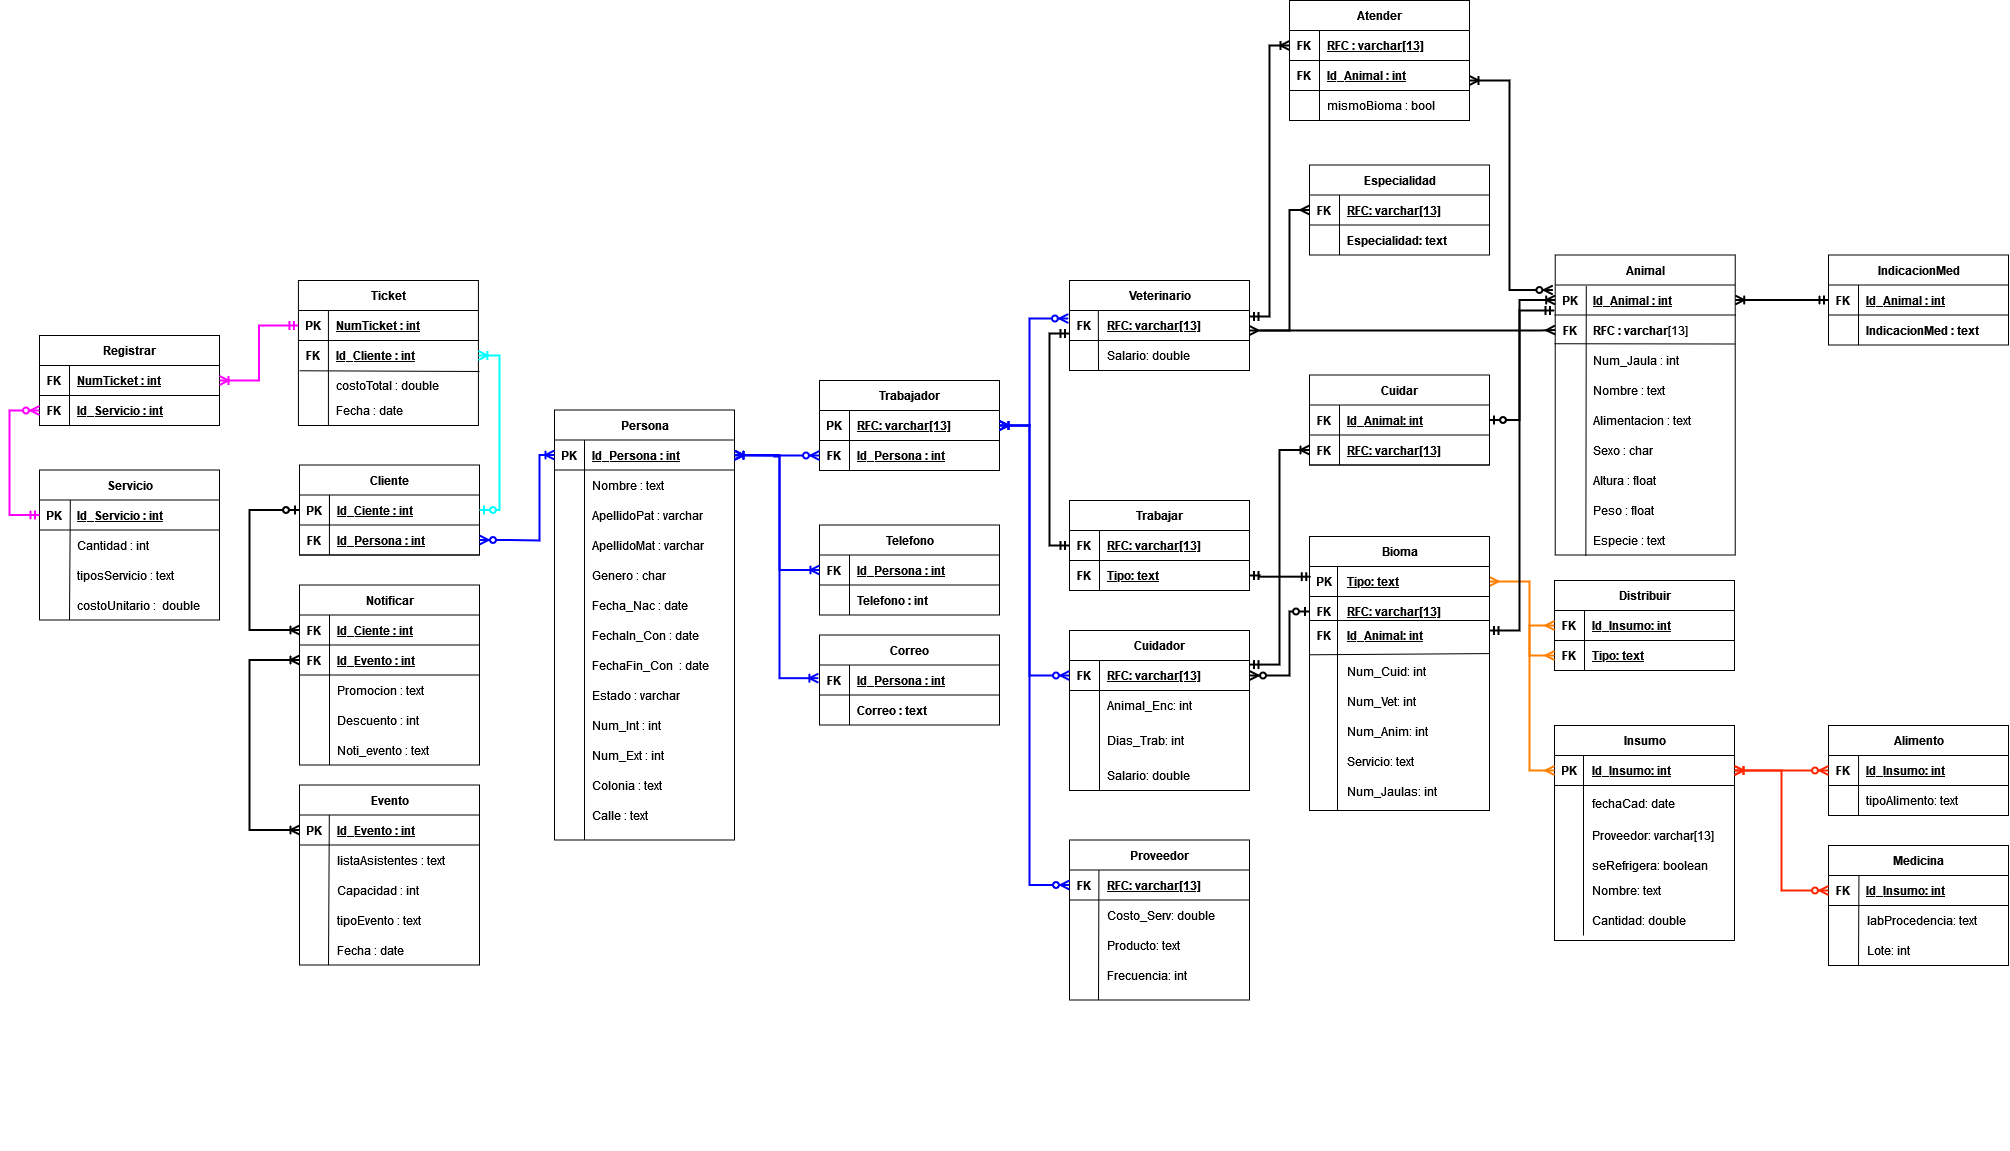 Atender
FK RFC : varchar[13]
FK Id_Animal : int
mismoBioma : bool
Especialidad
FK RFC: varchar[13]
Especialidad: text
Animal
PK Id_Animal : int
FK RFC : varchar[13]
Num_Jaula : int
Nombre : text
Alimentacion : text
Sexo : char
Altura : float
Peso : float
Especie : text
IndicacionMed
FK Id_Animal : int
IndicacionMed : text
Ticket
PK NumTicket : int
FK Id_Cliente : int
costoTotal : double
Fecha : date
Veterinario
FK RFC: varchar[13]
Salario: double
Registrar
FK NumTicket : int
FK Id_Servicio : int
Cuidar
FK Id_Animal: int
FK RFC: varchar[13]
Trabajador
PK RFC: varchar[13]
FK Id_Persona : int
Persona
PK Id_Persona : int
Nombre : text
ApellidoPat : varchar
ApellidoMat : varchar
Genero : char
Fecha_Nac : date
FechaIn_Con : date
FechaFin_Con : date
Estado : varchar
Num_Int : int
Num_Ext : int
Colonia : text
Calle : text
Servicio
PK Id_Servicio : int
Cantidad : int
tiposServicio : text
costoUnitario : double
Cliente
PK Id_Ciente : int
FK Id_Persona : int
Trabajar
FK RFC: varchar[13]
FK Tipo: text
Telefono
FK Id_Persona : int
Telefono : int
Bioma
PK Tipo: text
FK RFC: varchar[13]
FK Id_Animal: int
Num_Cuid: int
Num_Vet: int
Num_Anim: int
Servicio: text
Num_Jaulas: int
Distribuir
FK Id_Insumo: int
FK Tipo: text
Notificar
FK Id_Ciente : int
FK Id_Evento : int
Promocion : text
Descuento : int
Noti_evento : text
Correo
FK Id_Persona : int
Correo : text
Cuidador
FK RFC: varchar[13]
Animal_Enc: int
Dias_Trab: int
Salario: double
Insumo
PK Id_Insumo: int
fechaCad: date
Proveedor: varchar[13]
seRefrigera: boolean
Nombre: text
Cantidad: double
Alimento
FK Id_Insumo: int
tipoAlimento: text
Evento
PK Id_Evento : int
listaAsistentes : text
Capacidad : int
tipoEvento : text
Fecha : date
Proveedor
FK RFC: varchar[13]
Costo_Serv: double
Producto: text
Frecuencia: int
Medicina
FK Id_Insumo: int
labProcedencia: text
Lote: int